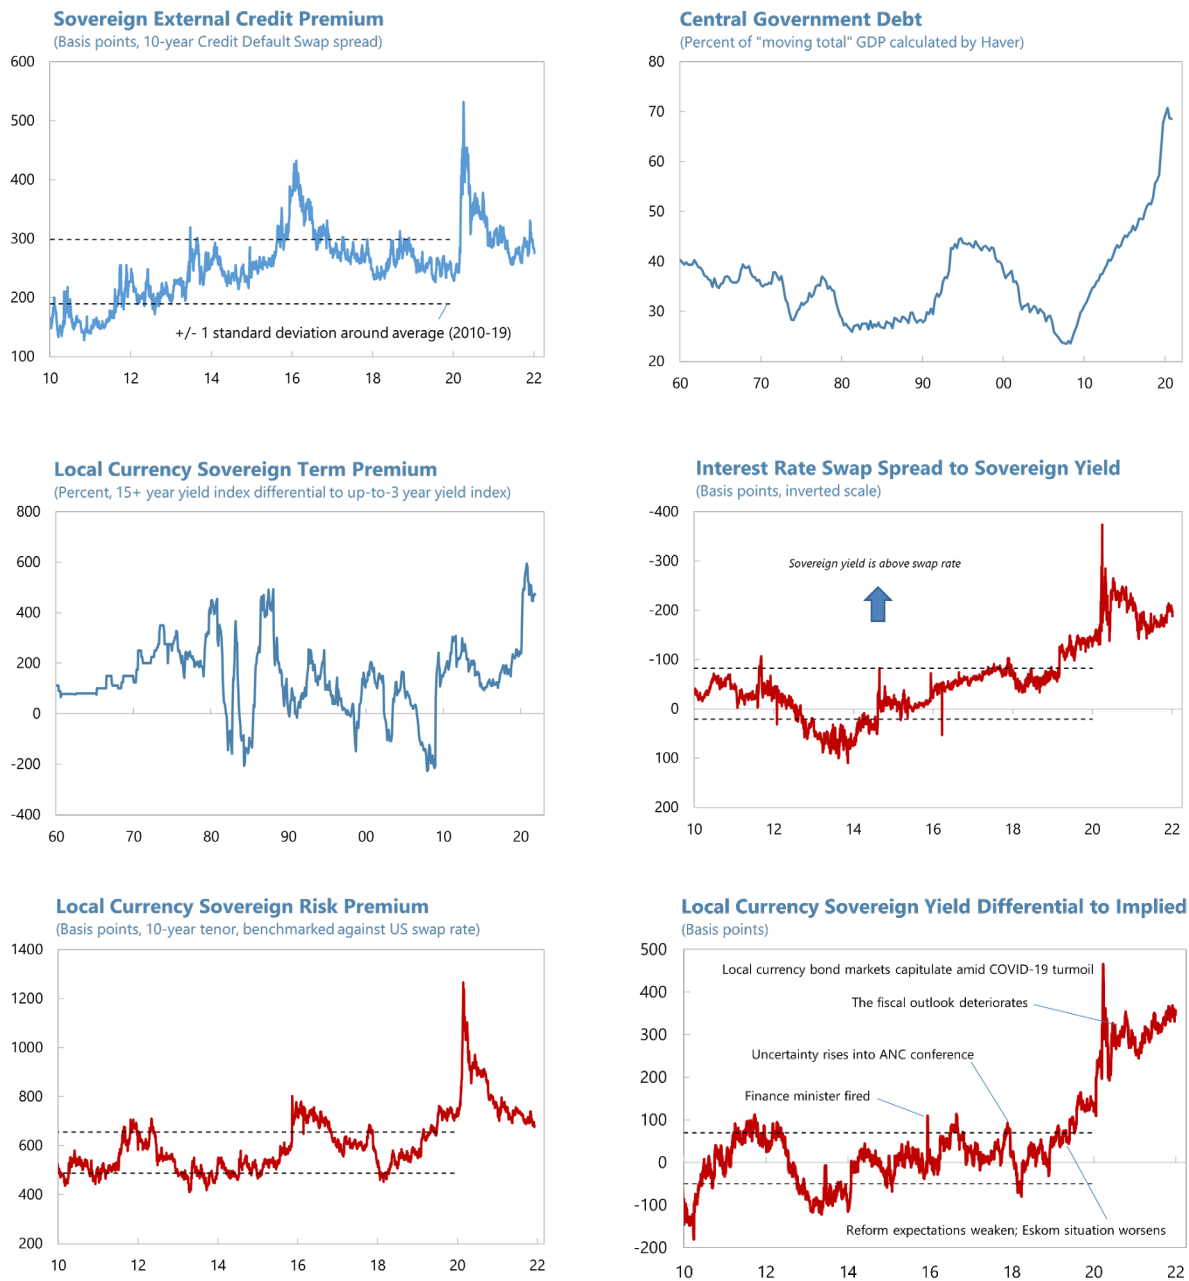 Sovereign External Credit Premium
(Basis points, 10-year Credit Default Swap spread)
600
500
400
300
200
100
+/- 1 standard deviation around average (2010-19)
10 12 14 16 18 20 22
Central Government Debt
(Percent of "moving total" GDP calculated by Haver)
80
70
60
50
40
30
20
60 70 80 90 00 10 20
Local Currency Sovereign Term Premium
(Percent, 15+ year yield index differential to up-to-3 year yield index)
800
600
400
200
0
-200
-400
60 70 80 90 00 10 20
Interest Rate Swap Spread to Sovereign Yield
(Basis points, inverted scale)
-400
-300
Sovereign yield is above swap rate
-200
-100
0
100
200
10 12 14 16 18 20 22
Local Currency Sovereign Risk Premium
(Basis points, 10-year tenor, benchmarked against US swap rate)
1400
1200
1000
800
600
400
200
10 12 14 16 18 20 22
Local Currency Sovereign Yield Differential to Implied
(Basis points)
500
Local currency bond markets capitulate amid COVID-19 turmoil
400
The fiscal outlook deteriorates
300
Uncertainty rises into ANC conference
200
Finance minister fired
100
0
-100
Reform expectations weaken; Eskom situation worsens
-200
10 12 14 16 18 20 22